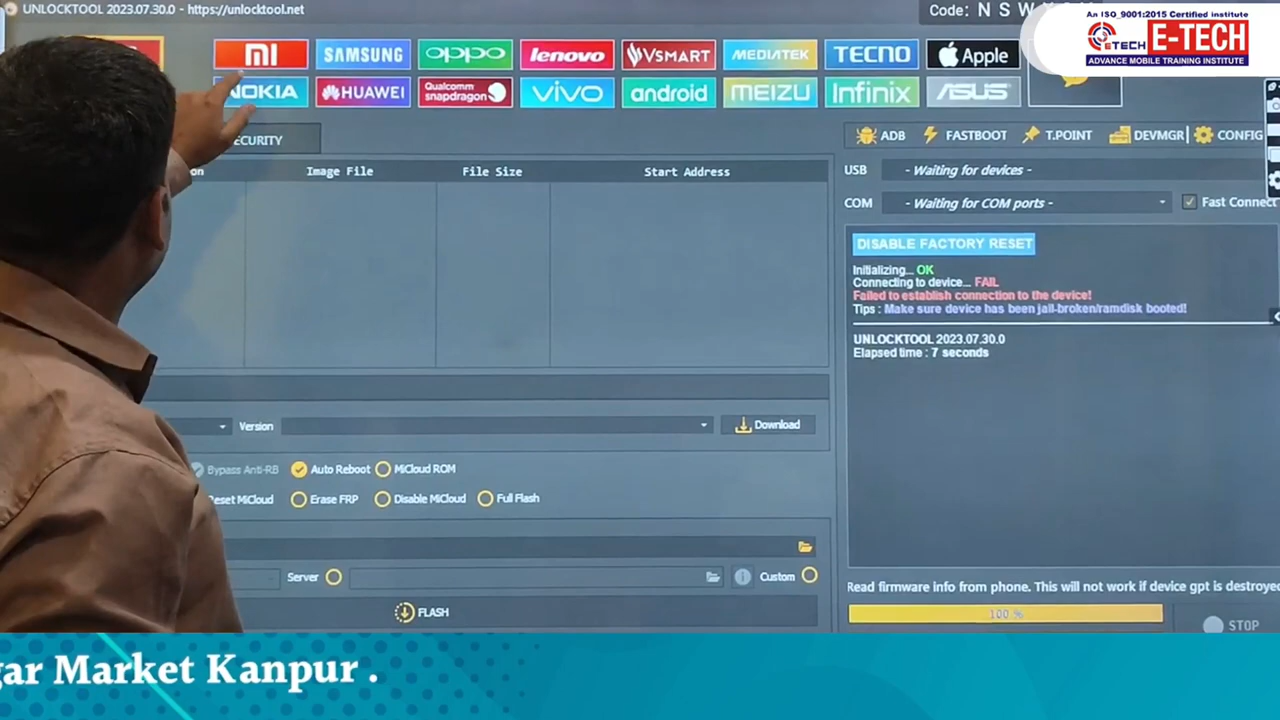 UNLOCKTOOL 2023.07.30.0 - https://unlocktool.net
Code: N S W
An ISO 9001:2015 Certified institute
ETECH E-TECH
ADVANCE MOBILE TRAINING INSTITUTE
MI SAMSUNG oppo lenovo VSMART MEDIATEK TECNO Apple
NOKIA HUAWEI Qualcomm snapdragon vivo android MEIZU Infinix ASUS
ECURITY
ADB FASTBOOT T.POINT DEVMGR CONFIG
on Image File File Size Start Address
USB - Waiting for devices -
COM - Waiting for COM ports - Fast Connect
DISABLE FACTORY RESET
Initializing... OK
Connecting to device... FAIL
Failed to establish connection to the device!
Tips : Make sure device has been jail-broken/ramdisk booted!
UNLOCKTOOL 2023.07.30.0
Elapsed time : 7 seconds
Version Download
Bypass Anti-RB Auto Reboot MiCloud ROM
Reset MiCloud Erase FRP Disable MiCloud Full Flash
Server Custom
Read firmware info from phone. This will not work if device gpt is destroye
FLASH
100 %
STOP
gar Market Kanpur .